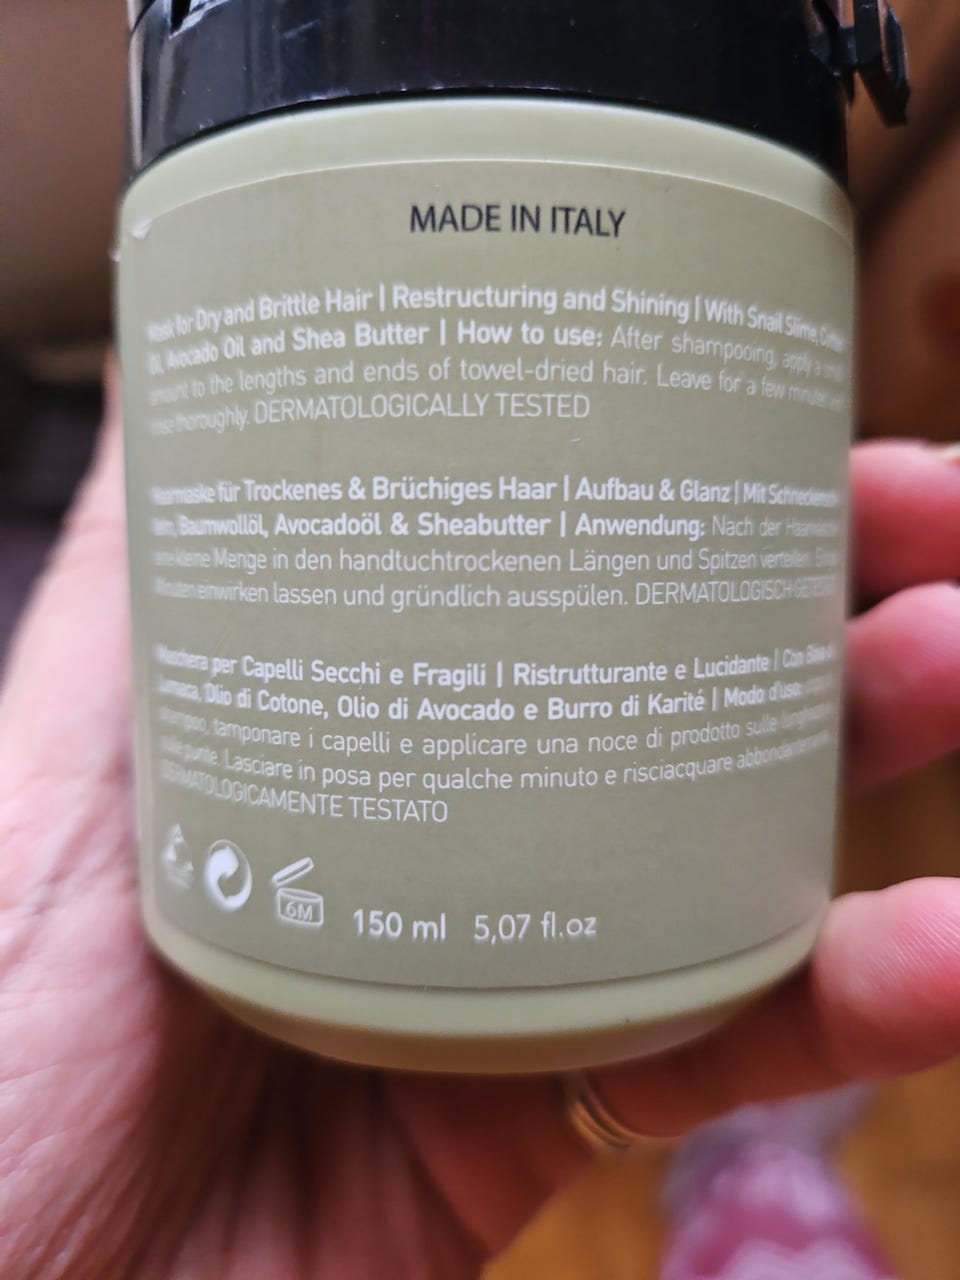 MADE IN ITALY
Mask for Dry and Brittle Hair | Restructuring and Shining | With Snail Slime, Cotton
Oil, Avocado Oil and Shea Butter | How to use: After shampooing, apply a small
amount to the lengths and ends of towel-dried hair. Leave for a few minutes and
rinse thoroughly. DERMATOLOGICALLY TESTED
Haarmaske für Trockenes & Brüchiges Haar | Aufbau & Glanz | Mit
Baumwollöl, Avocadoöl & Sheabutter | Anwendung: Nach der
eine kleine Menge in den handtuchtrockenen Längen und Spitzen verteilen.
Minuten einwirken lassen und gründlich ausspülen. DERMATOLOGISCH GETESTET
Maschera per Capelli Secchi e Fragili | Ristrutturante e Lucidante | Con Bava di
Lumaca, Olio di Cotone, Olio di Avocado e Burro di Karité | Modo d'uso:
shampoo, tamponare i capelli e applicare una noce di prodotto sulle lunghezze
sulle punte. Lasciare in posa per qualche minuto e risciacquare abbondantemente.
DERMATOLOGICAMENTE TESTATO
6M 150 ml 5,07 fl.oz